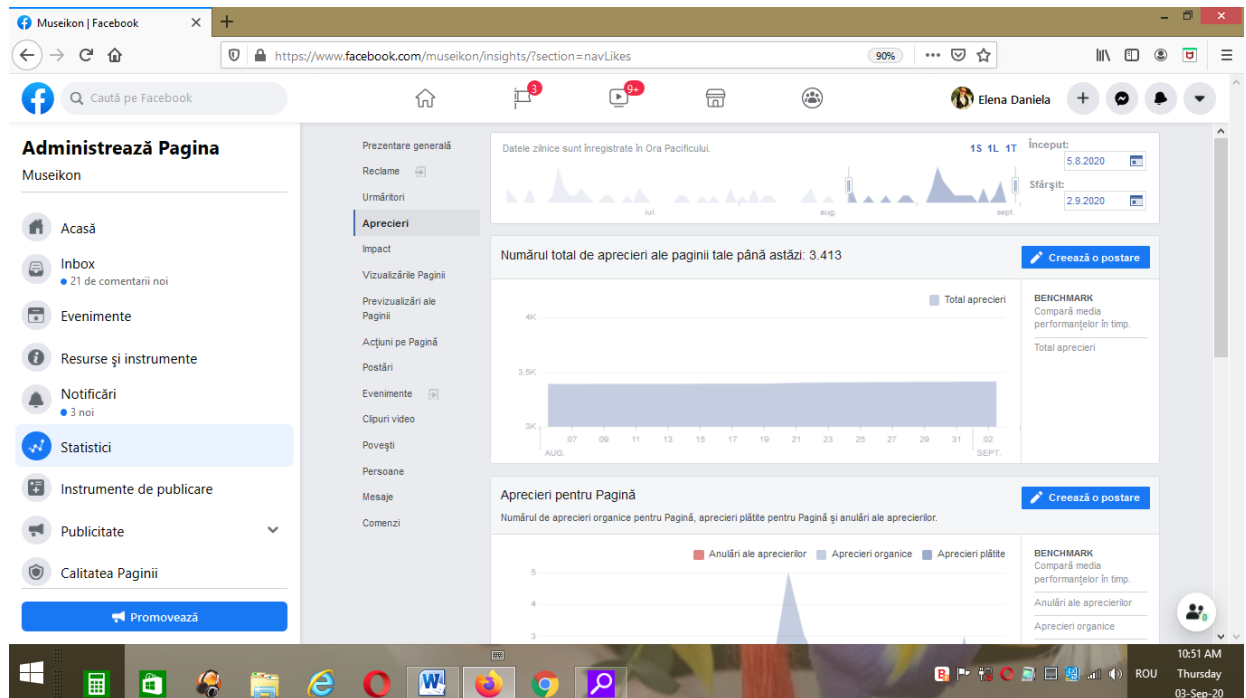 Museikon | Facebook
https://www.facebook.com/museikon/insights/?section=navLikes
90%
Caută pe Facebook
3
9+
Elena Daniela
Administrează Pagina
Museikon
Acasă
Inbox
21 de comentarii noi
Evenimente
Resurse și instrumente
Notificări
3 noi
Statistici
Instrumente de publicare
Publicitate
Calitatea Paginii
Promovează
Prezentare generală
Reclame
Urmăritori
Aprecieri
Impact
Vizualizările Paginii
Previzualizări ale
Paginii
Acțiuni pe Pagină
Postări
Evenimente
Clipuri video
Povești
Persoane
Mesaje
Comenzi
Datele zilnice sunt înregistrate în Ora Pacificului.
1S 1L 1T
Început:
5.8.2020
Sfârșit:
2.9.2020
iul. aug. sept.
Numărul total de aprecieri ale paginii tale până astăzi: 3.413
Creează o postare
Total aprecieri
4K
3.5K
3K
07 09 11 13 15 17 19 21 23 25 27 29 31 02
AUG. SEPT.
BENCHMARK
Compară media
performanțelor în timp.
Total aprecieri
Aprecieri pentru Pagină
Numărul de aprecieri organice pentru Pagină, aprecieri plătite pentru Pagină și anulări ale aprecierilor.
Creează o postare
Anulări ale aprecierilor Aprecieri organice Aprecieri plătite
5
4
3
BENCHMARK
Compară media
performanțelor în timp.
Anulări ale aprecierilor
Aprecieri organice
0
ROU
10:51 AM
Thursday
03-Sep-20